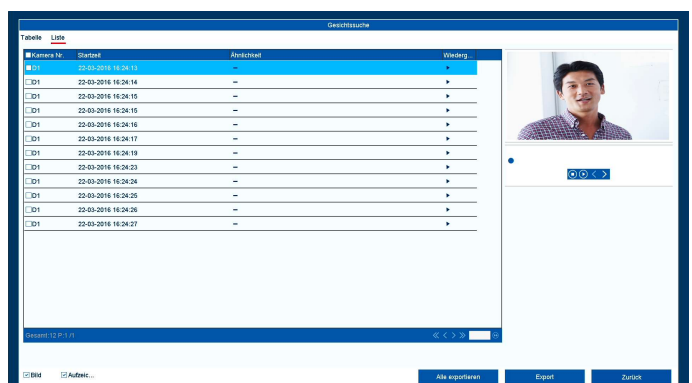 Gesichtssuche
Tabelle Liste
Kamera Nr. Startzeit Ähnlichkeit Wiederg...
D1 22-03-2016 16:24:13 –
D1 22-03-2016 16:24:14 –
D1 22-03-2016 16:24:15 –
D1 22-03-2016 16:24:15 –
D1 22-03-2016 16:24:16 –
D1 22-03-2016 16:24:17 –
D1 22-03-2016 16:24:19 –
D1 22-03-2016 16:24:23 –
D1 22-03-2016 16:24:24 –
D1 22-03-2016 16:24:25 –
D1 22-03-2016 16:24:26 –
D1 22-03-2016 16:24:27 –
Gesamt:12 P:1 /1
Bild Aufzeic... Alle exportieren Export Zurück